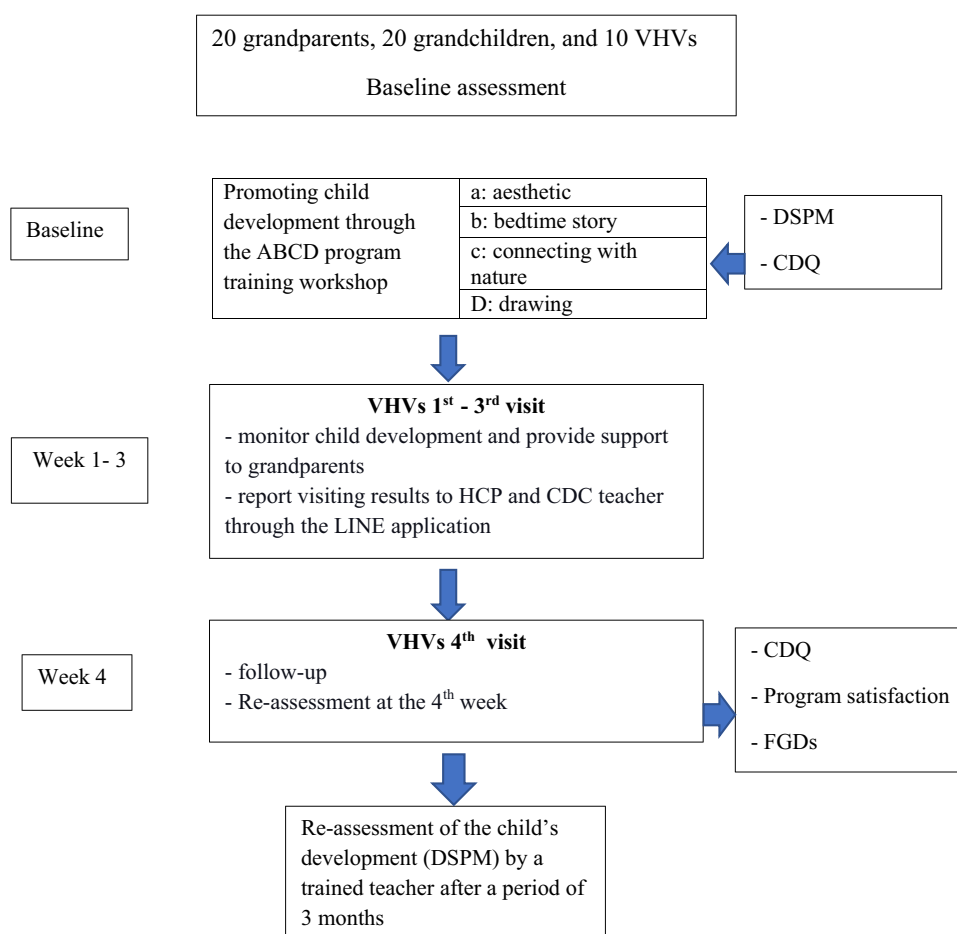 20 grandparents, 20 grandchildren, and 10 VHVs
Baseline assessment
Baseline
Promoting child
development through
the ABCD program
training workshop
a: aesthetic
b: bedtime story
c: connecting with
nature
D: drawing
- DSPM
- CDQ
Week 1- 3
VHVs 1st - 3rd visit
- monitor child development and provide support
to grandparents
- report visiting results to HCP and CDC teacher
through the LINE application
Week 4
VHVs 4th visit
- follow-up
- Re-assessment at the 4th week
- CDQ
- Program satisfaction
- FGDs
Re-assessment of the child’s
development (DSPM) by a
trained teacher after a period of
3 months